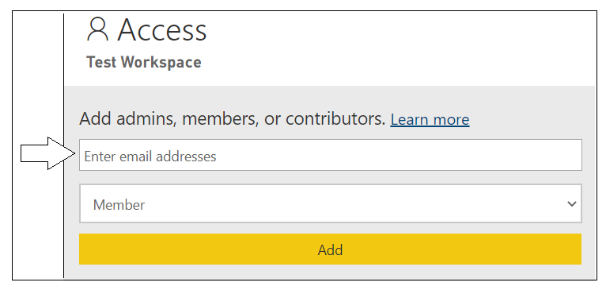 Access
Test Workspace
Add admins, members, or contributors. Learn more
Enter email addresses
Member
Add